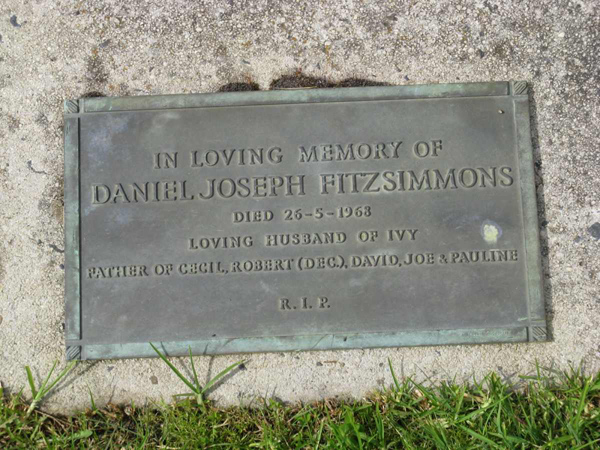 IN LOVING MEMORY OF
DANIEL JOSEPH FITZSIMMONS
DIED 26-5-1968
LOVING HUSBAND OF IVY
FATHER OF CECIL, ROBERT (DEC.), DAVID, JOE & PAULINE
R. I. P.